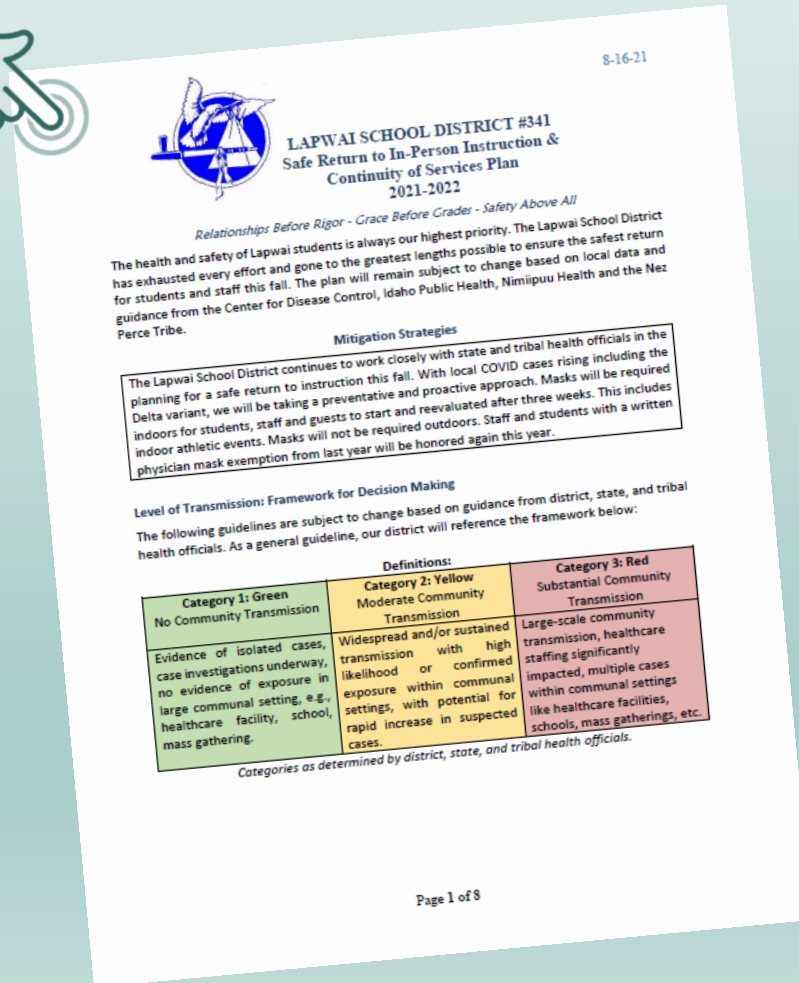 8-16-21
LAPWAI SCHOOL DISTRICT #341
Safe Return to In-Person Instruction &
Continuity of Services Plan
2021-2022
Relationships Before Rigor - Grace Before Grades - Safety Above All
The health and safety of Lapwai students is always our highest priority. The Lapwai School District
has exhausted every effort and gone to the greatest lengths possible to ensure the safest return
for students and staff this fall. The plan will remain subject to change based on local data and
guidance from the Center for Disease Control, Idaho Public Health, Nimiipuu Health and the Nez
Perce Tribe.
Mitigation Strategies
The Lapwai School District continues to work closely with state and tribal health officials in the
planning for a safe return to instruction this fall. With local COVID cases rising including the
Delta variant, we will be taking a preventative and proactive approach. Masks will be required
indoors for students, staff and guests to start and reevaluated after three weeks. This includes
indoor athletic events. Masks will not be required outdoors. Staff and students with a written
physician mask exemption from last year will be honored again this year.
Level of Transmission: Framework for Decision Making
The following guidelines are subject to change based on guidance from district, state, and tribal
health officials. As a general guideline, our district will reference the framework below:
Definitions:
Category 1: Green
No Community Transmission
Evidence of isolated cases,
case investigations underway,
no evidence of exposure in
large communal setting, e.g.,
healthcare facility, school,
mass gathering.
Category 2: Yellow
Moderate Community
Transmission
Widespread and/or sustained
transmission with high
likelihood or confirmed
exposure within communal
settings, with potential for
rapid increase in suspected
cases.
Category 3: Red
Substantial Community
Transmission
Large-scale community
transmission, healthcare
staffing significantly
impacted, multiple cases
within communal settings
like healthcare facilities,
schools, mass gatherings, etc.
Categories as determined by district, state, and tribal health officials.
Page 1 of 8